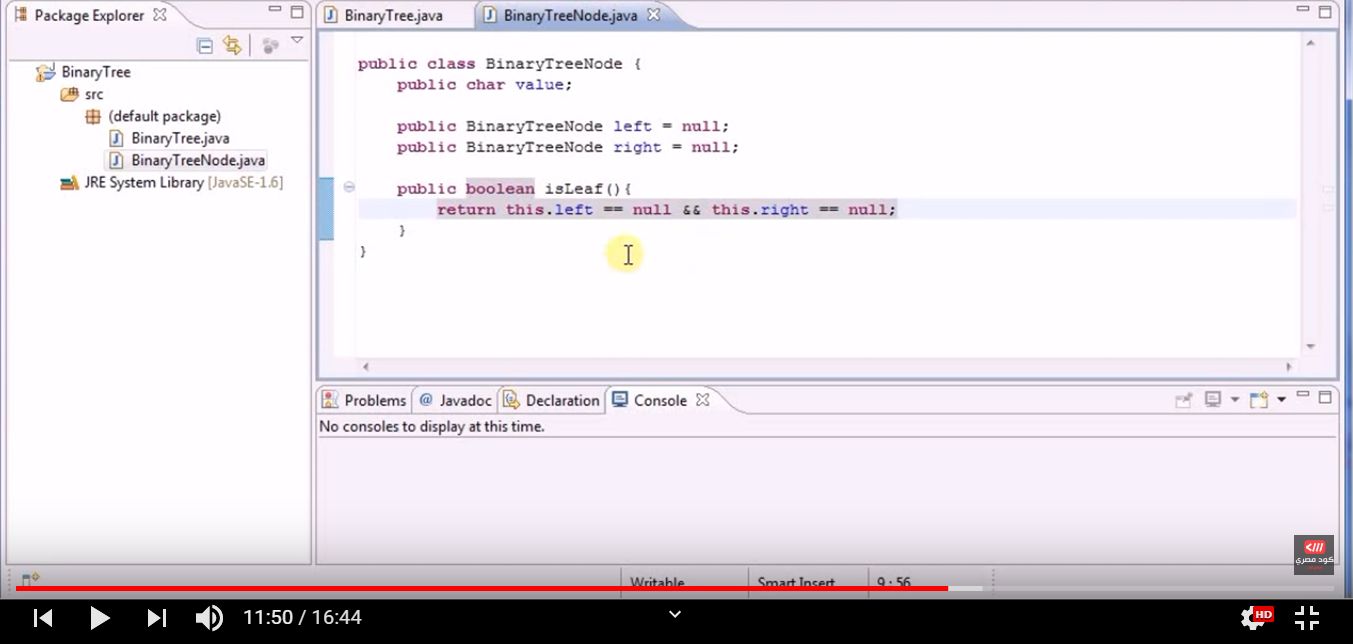 Package Explorer
BinaryTree
src
(default package)
BinaryTree.java
BinaryTreeNode.java
JRE System Library [JavaSE-1.6]
BinaryTree.java
BinaryTreeNode.java
public class BinaryTreeNode {
public char value;
public BinaryTreeNode left = null;
public BinaryTreeNode right = null;
public boolean isLeaf(){
return this.left == null && this.right == null;
}
}
Problems
@ Javadoc
Declaration
Console
No consoles to display at this time.
كود مصري
Writable
Smart Insert
9 : 56
11:50 / 16:44
HD